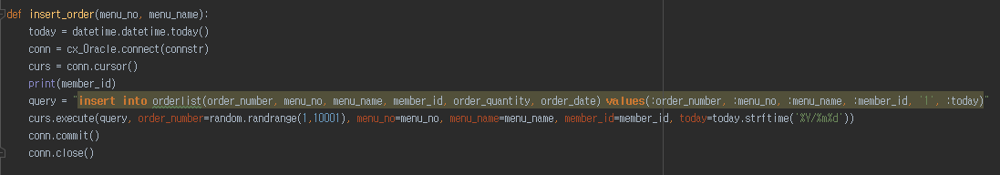 def insert_order(menu_no, menu_name):
    today = datetime.datetime.today()
    conn = cx_Oracle.connect(connstr)
    curs = conn.cursor()
    print(member_id)
    query = "insert into orderlist(order_number, menu_no, menu_name, member_id, order_quantity, order_date) values(:order_number, :menu_no, :menu_name, :member_id, '1', :today)"
    curs.execute(query, order_number=random.randrange(1,10001), menu_no=menu_no, menu_name=menu_name, member_id=member_id, today=today.strftime('%Y/%m%d'))
    conn.commit()
    conn.close()